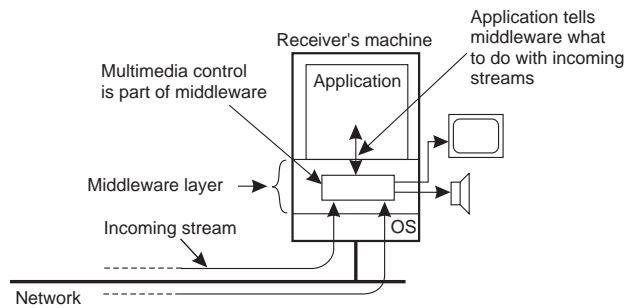 Application tells
middleware what
to do with incoming
streams
Receiver's machine
Multimedia control
is part of middleware
Application
Middleware layer
Incoming stream
OS
Network